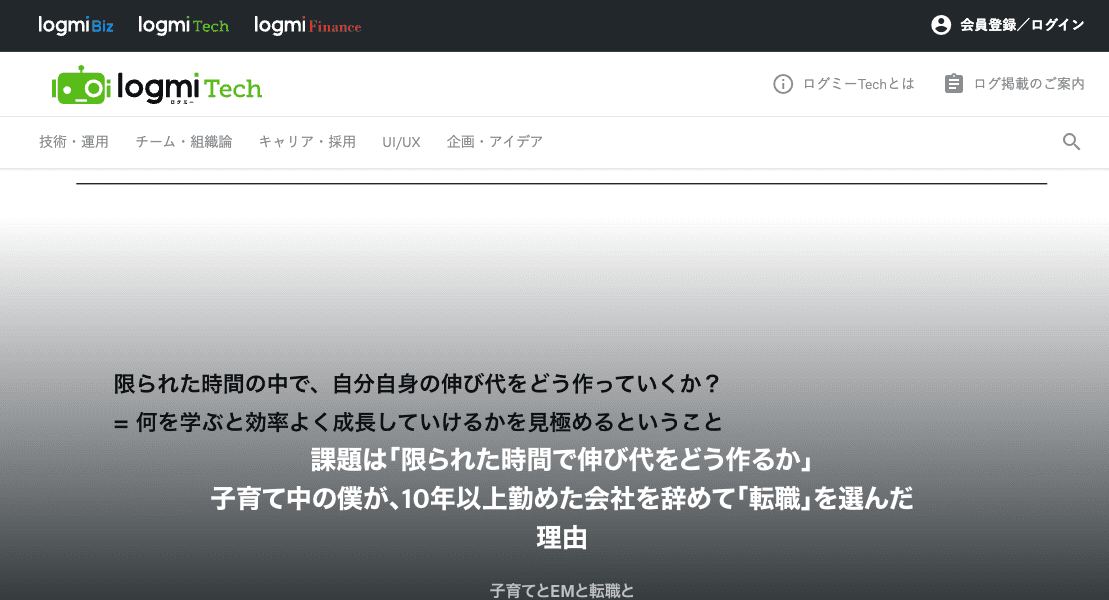 logmi Biz logmi Tech logmi Finance 会員登録／ログイン
logmi Tech ログミーTechとは ログ掲載のご案内
ログミー
技術・運用 チーム・組織論 キャリア・採用 UI/UX 企画・アイデア
限られた時間の中で、自分自身の伸び代をどう作っていくか？
= 何を学ぶと効率よく成長していけるかを見極めるということ
課題は「限られた時間で伸び代をどう作るか」
子育て中の僕が、10年以上勤めた会社を辞めて「転職」を選んだ
理由
子育てとEMと転職と